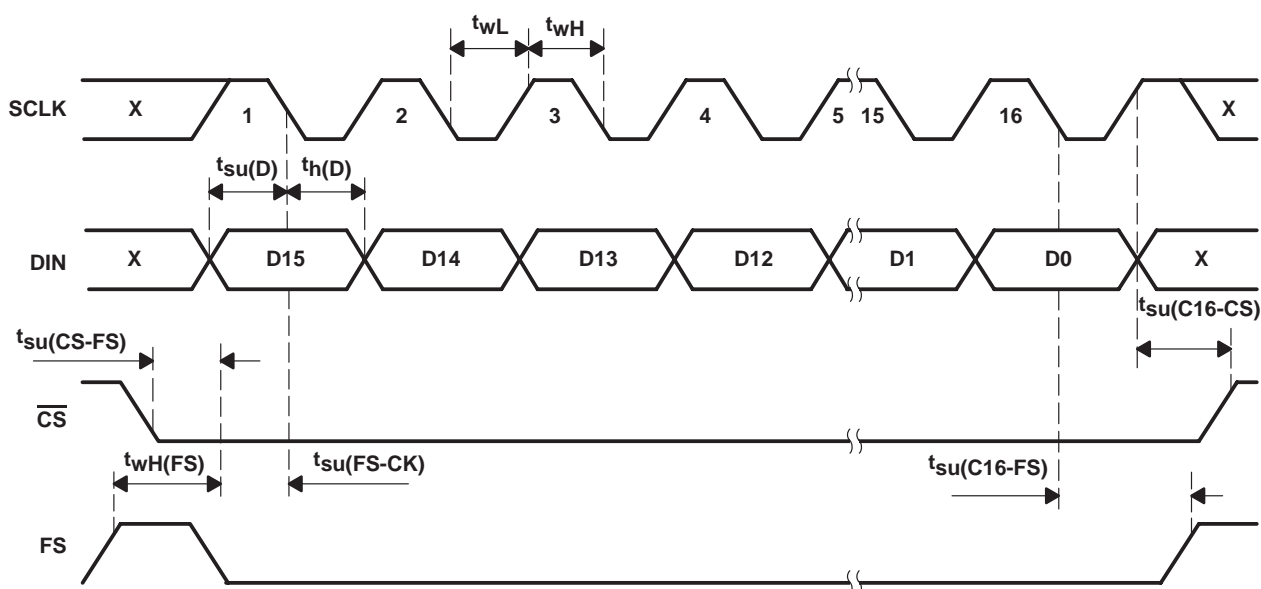 twL twH
SCLK X 1 2 3 4 5 15 16 X
tsu(D) th(D)
DIN X D15 D14 D13 D12 D1 D0 X
tsu(C16-CS)
tsu(CS-FS)
CS
twH(FS) tsu(FS-CK) tsu(C16-FS)
FS